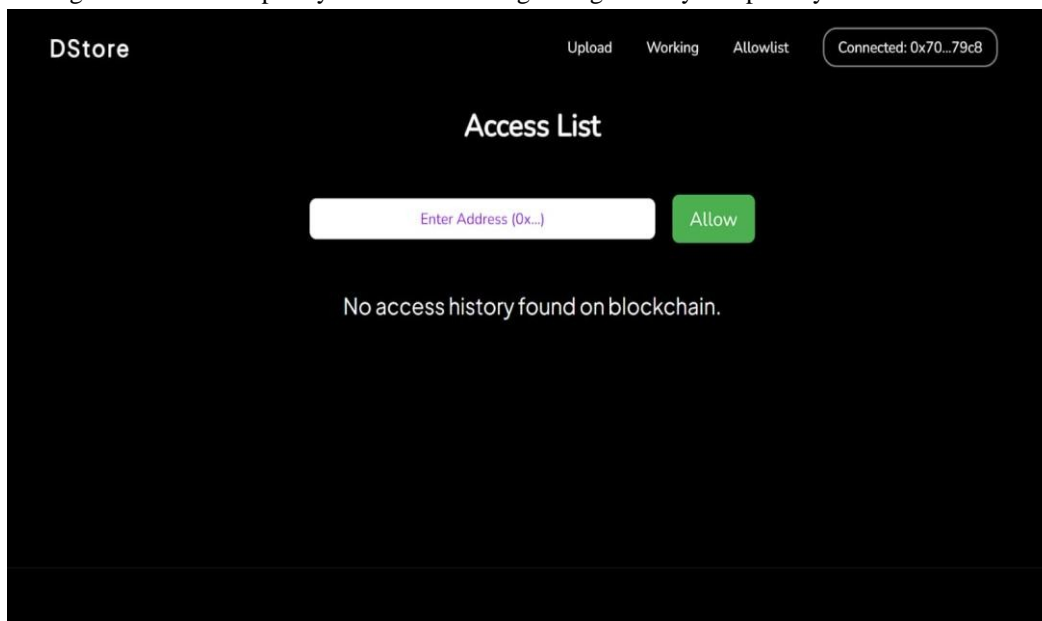 DStore
Upload Working Allowlist Connected: 0x70...79c8
Access List
Enter Address (0x...) Allow
No access history found on blockchain.